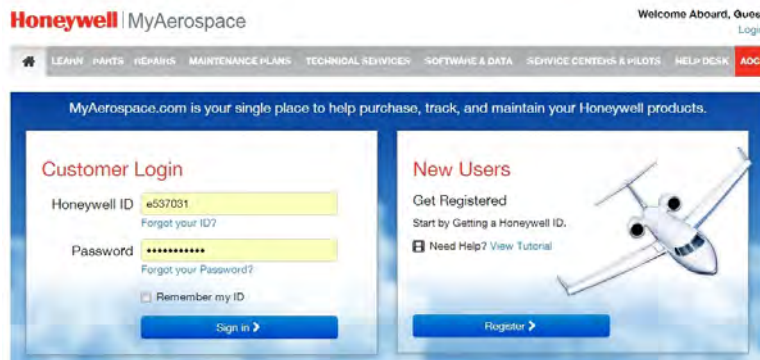 Honeywell | MyAerospace
Welcome Aboard, Gues
Login
LEARN PARTS REPAIRS MAINTENANCE PLANS TECHNICAL SERVICES SOFTWARE & DATA SERVICE CENTERS & PILOTS HELP DESK AOG
MyAerospace.com is your single place to help purchase, track, and maintain your Honeywell products.
Customer Login
Honeywell ID e537031
Forgot your ID?
Password •••••••••••
Forgot your Password?
Remember my ID
Sign in >
New Users
Get Registered
Start by Getting a Honeywell ID.
Need Help? View Tutorial
Register >